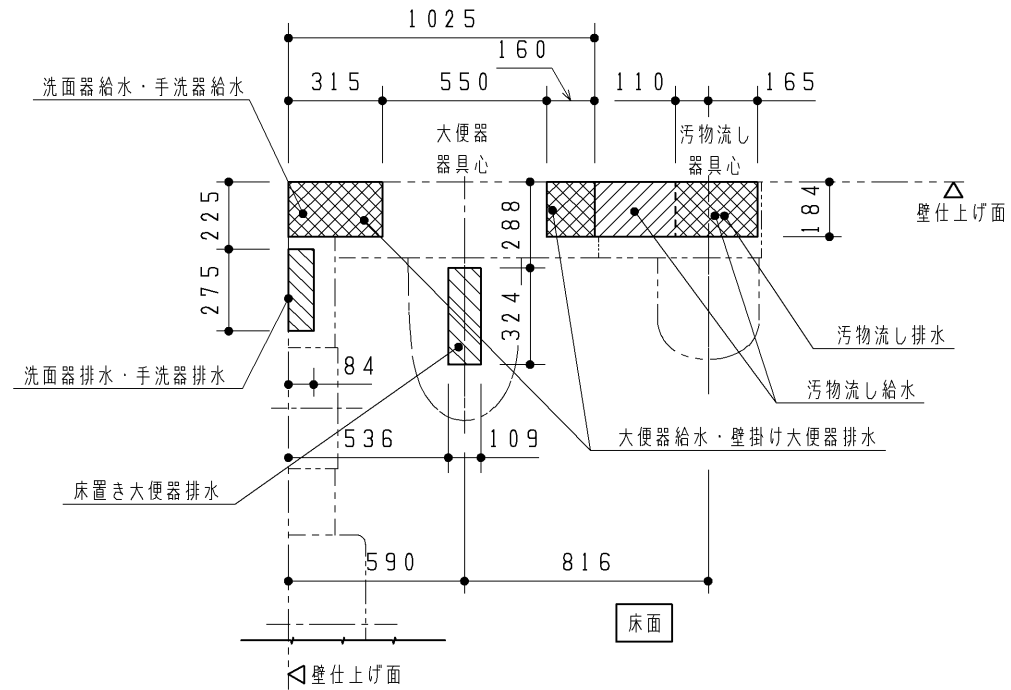 1025
160
315
550
110
165
洗面器給水・手洗器給水
大便器
器具心
汚物流し
器具心
225
288
184
壁仕上げ面
275
324
汚物流し排水
洗面器排水・手洗器排水
84
汚物流し給水
536
109
大便器給水・壁掛け大便器排水
床置き大便器排水
590
816
床面
壁仕上げ面